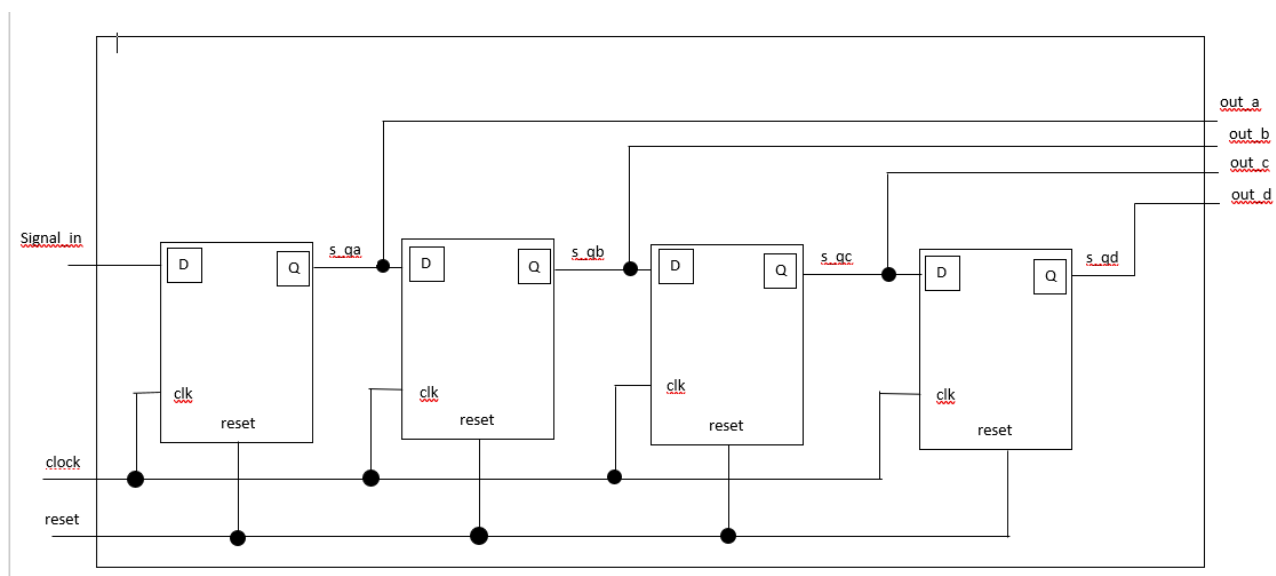 out_a
out_b
out_c
out_d
Signal_in
s_qa
s_qb
s_qc
s_qd
D
Q
D
Q
D
Q
D
Q
clk
clk
clk
clk
reset
reset
reset
reset
clock
reset